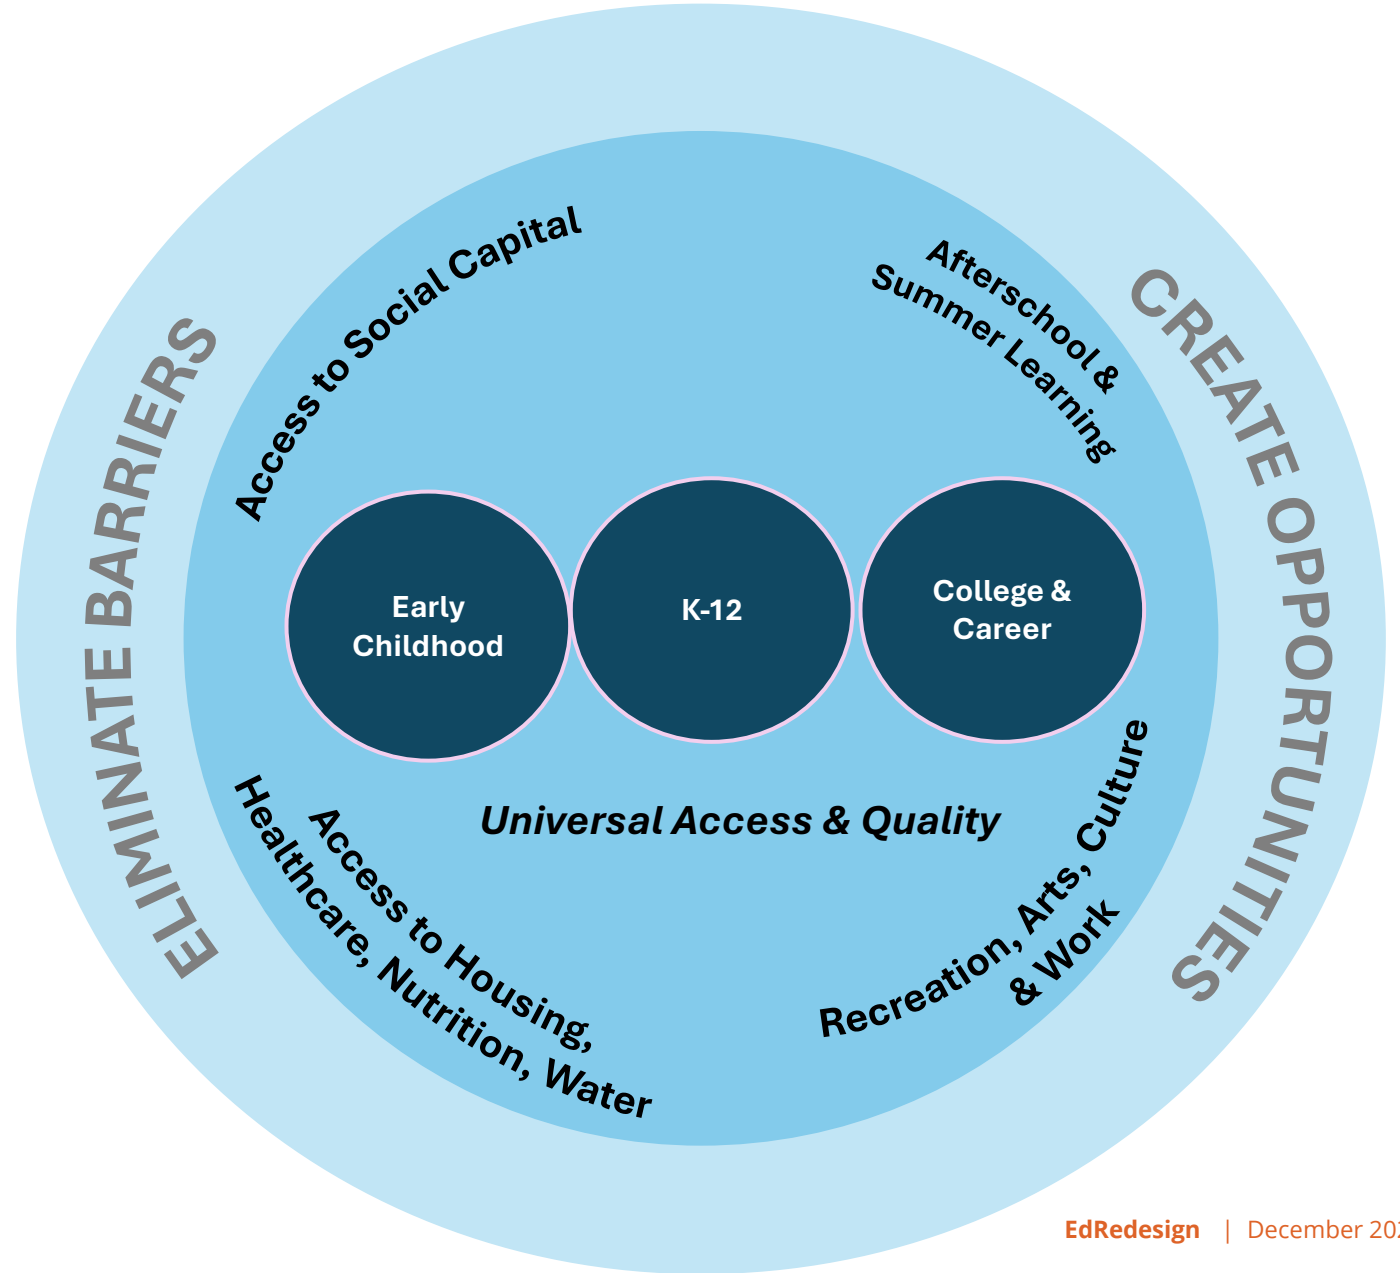 ELIMINATE BARRIERS
CREATE OPPORTUNITIES
Access to Social Capital
Afterschool &
Summer Learning
Early
Childhood
K-12
College &
Career
Universal Access & Quality
Access to Housing,
Healthcare, Nutrition, Water
Recreation, Arts, Culture
& Work
EdRedesign | December